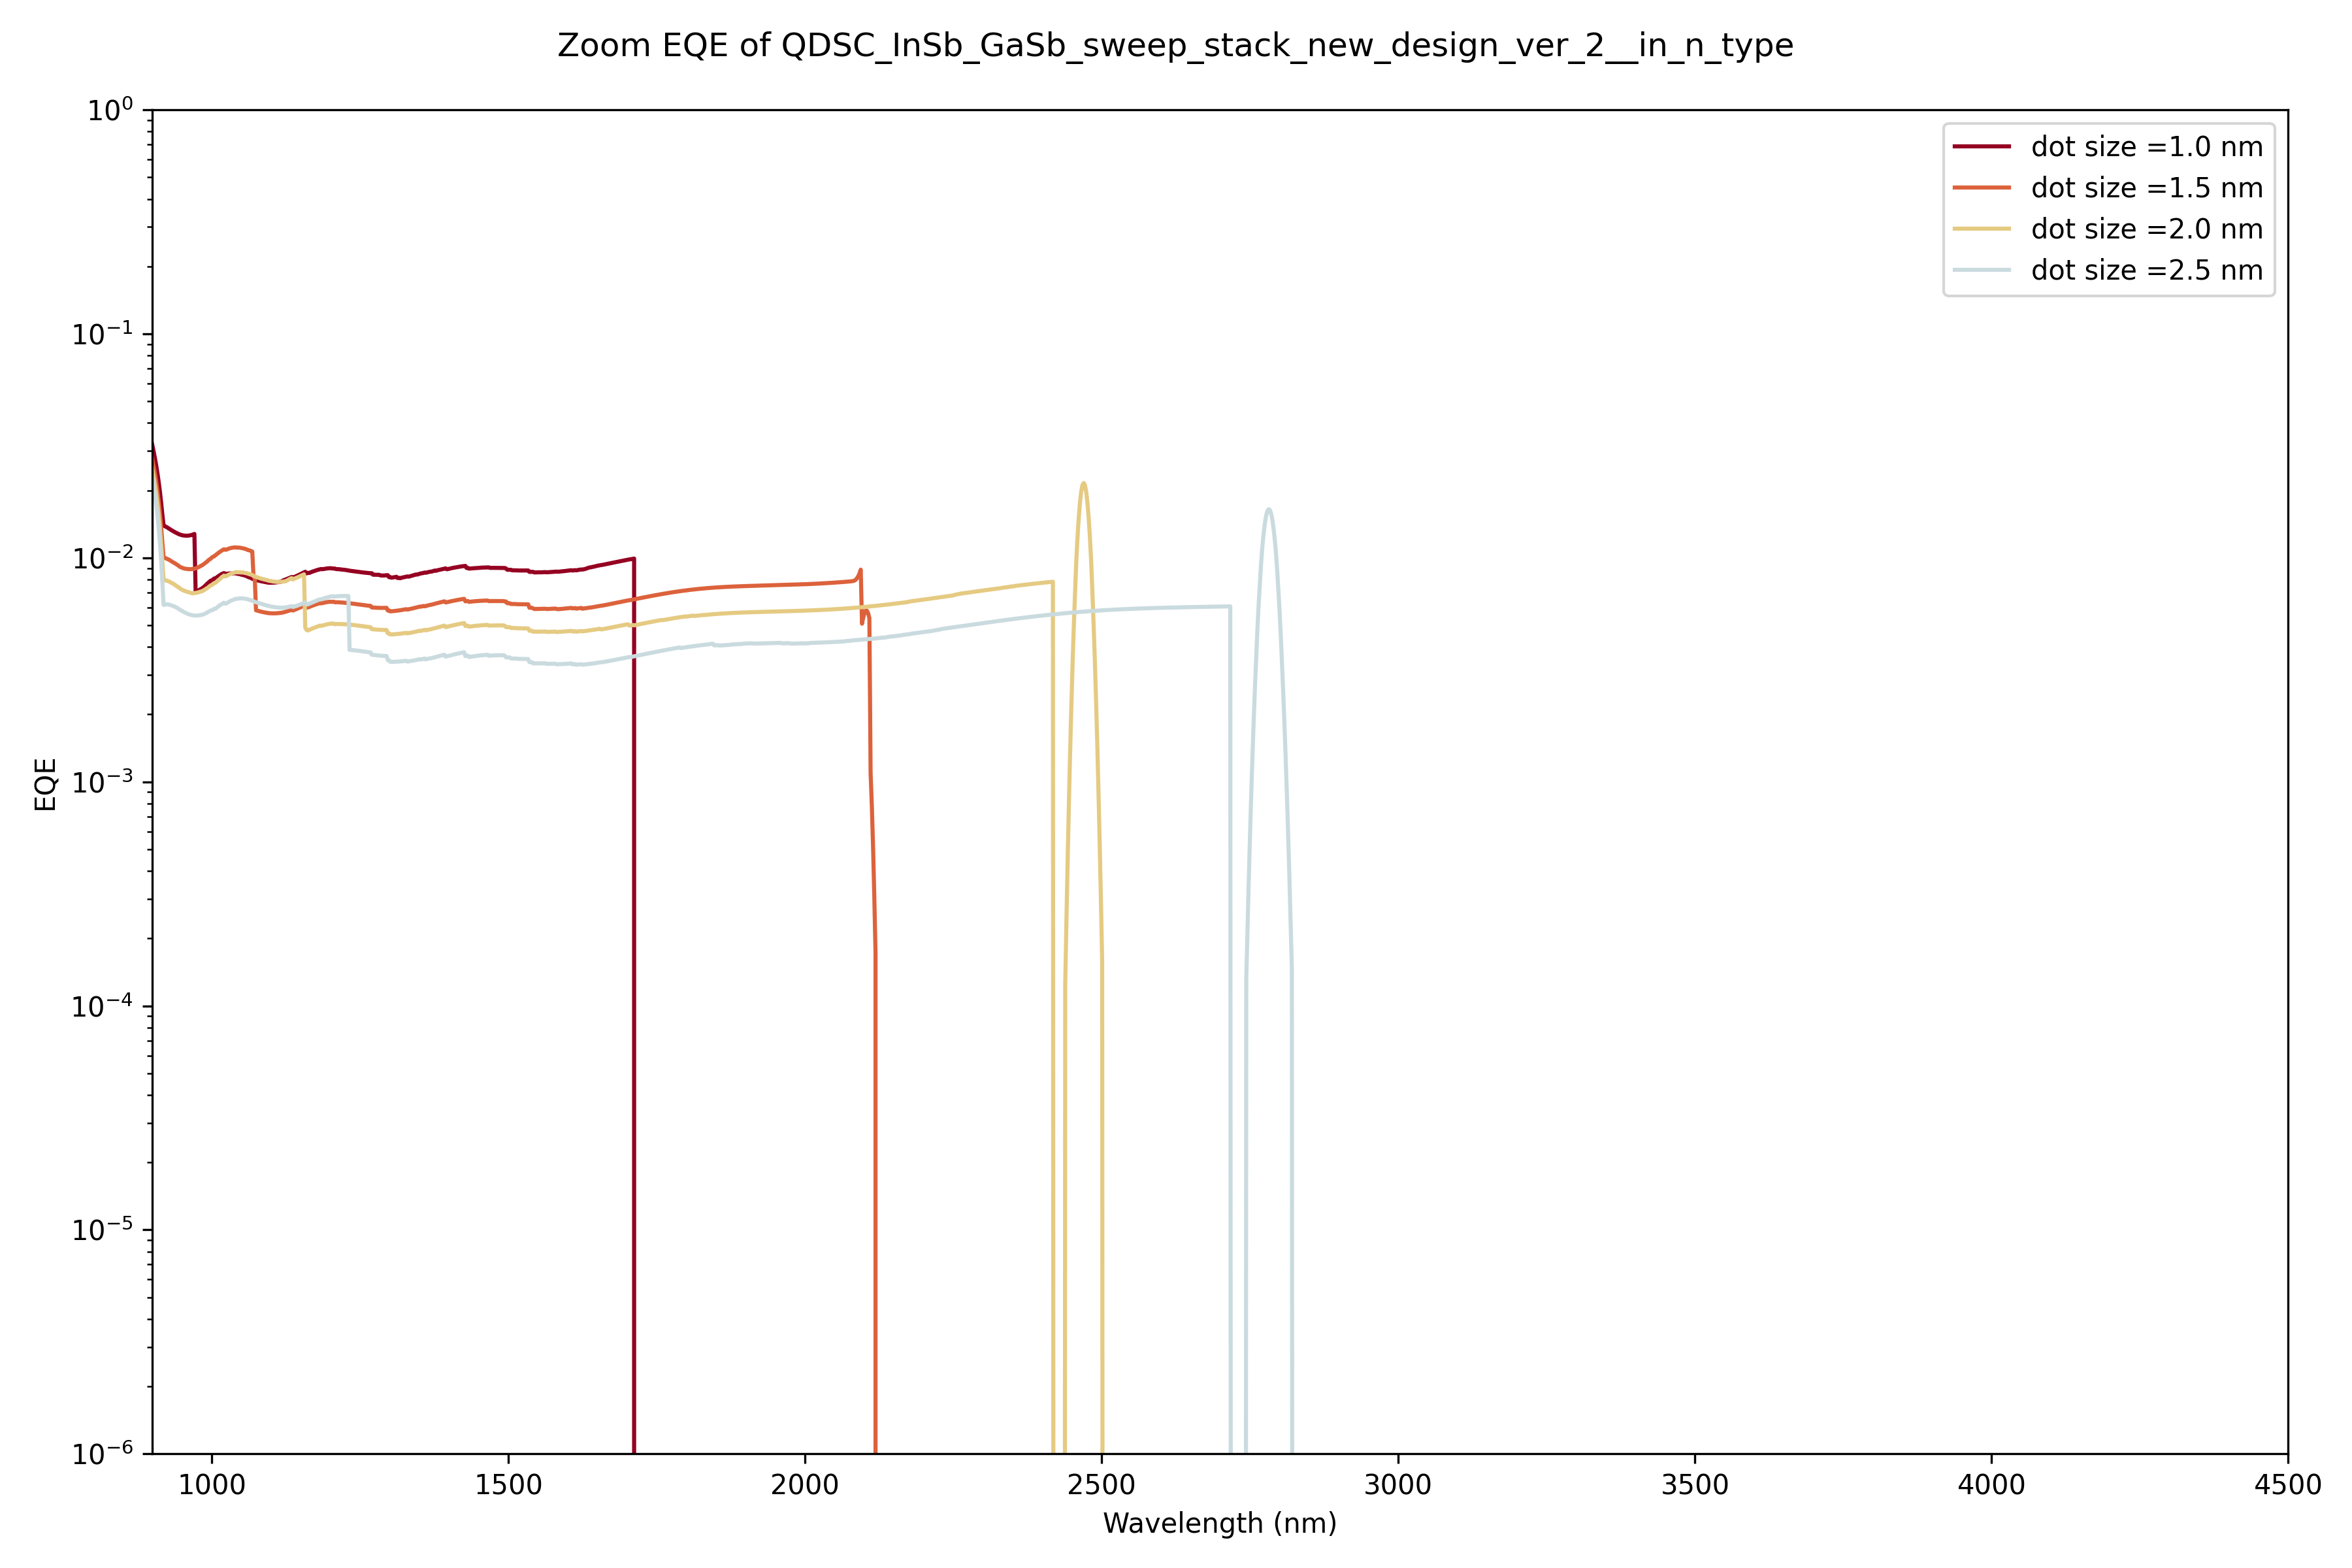 Zoom EQE of QDSC_InSb_GaSb_sweep_stack_new_design_ver_2__in_n_type
10⁰
10⁻¹
10⁻²
10⁻³
10⁻⁴
10⁻⁵
10⁻⁶
EQE
dot size =1.0 nm
dot size =1.5 nm
dot size =2.0 nm
dot size =2.5 nm
1000 1500 2000 2500 3000 3500 4000 4500
Wavelength (nm)